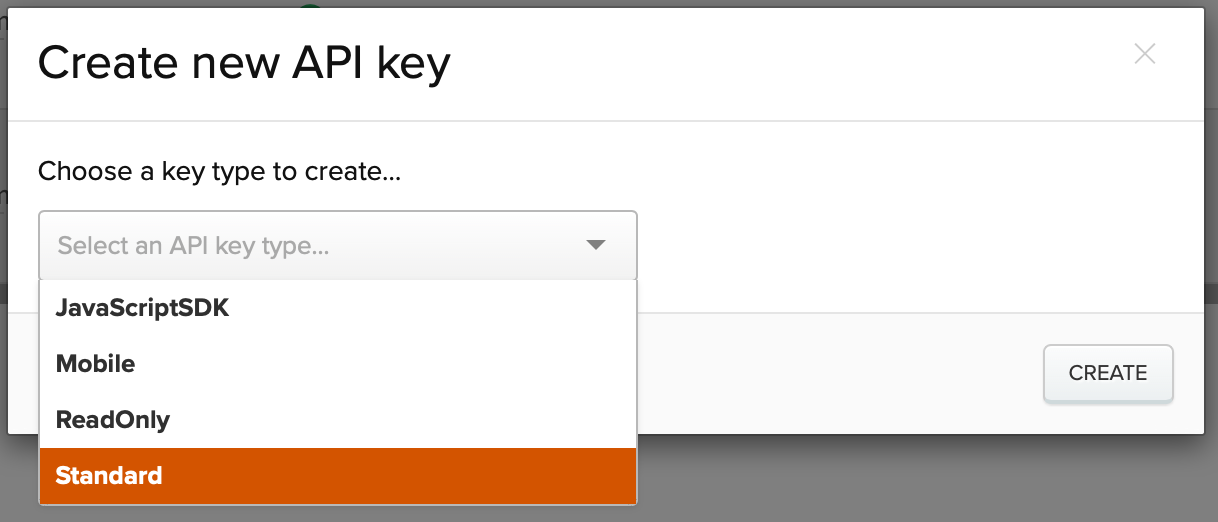 Create new API key
Choose a key type to create...
Select an API key type...
JavaScriptSDK
Mobile
ReadOnly
CREATE
Standard